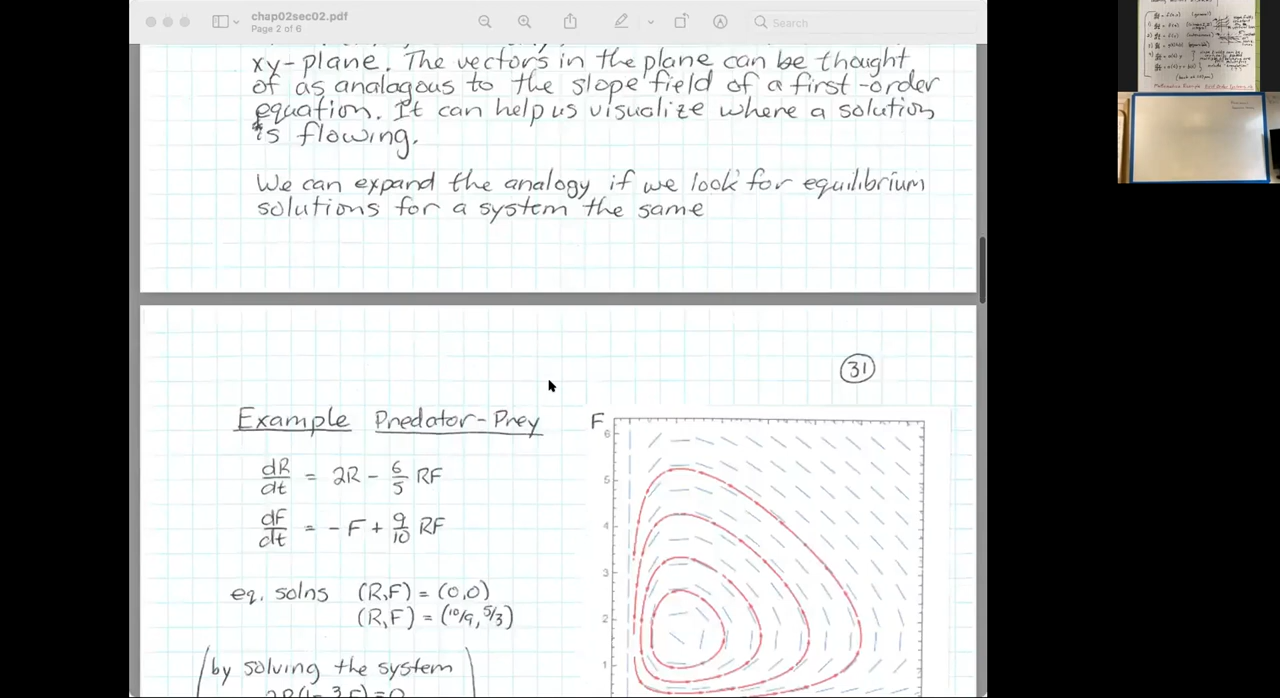 chap02sec02.pdf
Page 2 of 6
Search
xy-plane. The vectors in the plane can be thought
of as analogous to the slope field of a first-order
equation. It can help us visualize where a solution
is flowing.
We can expand the analogy if we look for equilibrium
solutions for a system the same
31
Example Predator-Prey
dR/dt = 2R - 6/5 RF
dF/dt = -F + 9/10 RF
eq. solns (R,F) = (0,0)
(R,F) = (10/9, 5/3)
(by solving the system
F
6
5
4
3
2
1